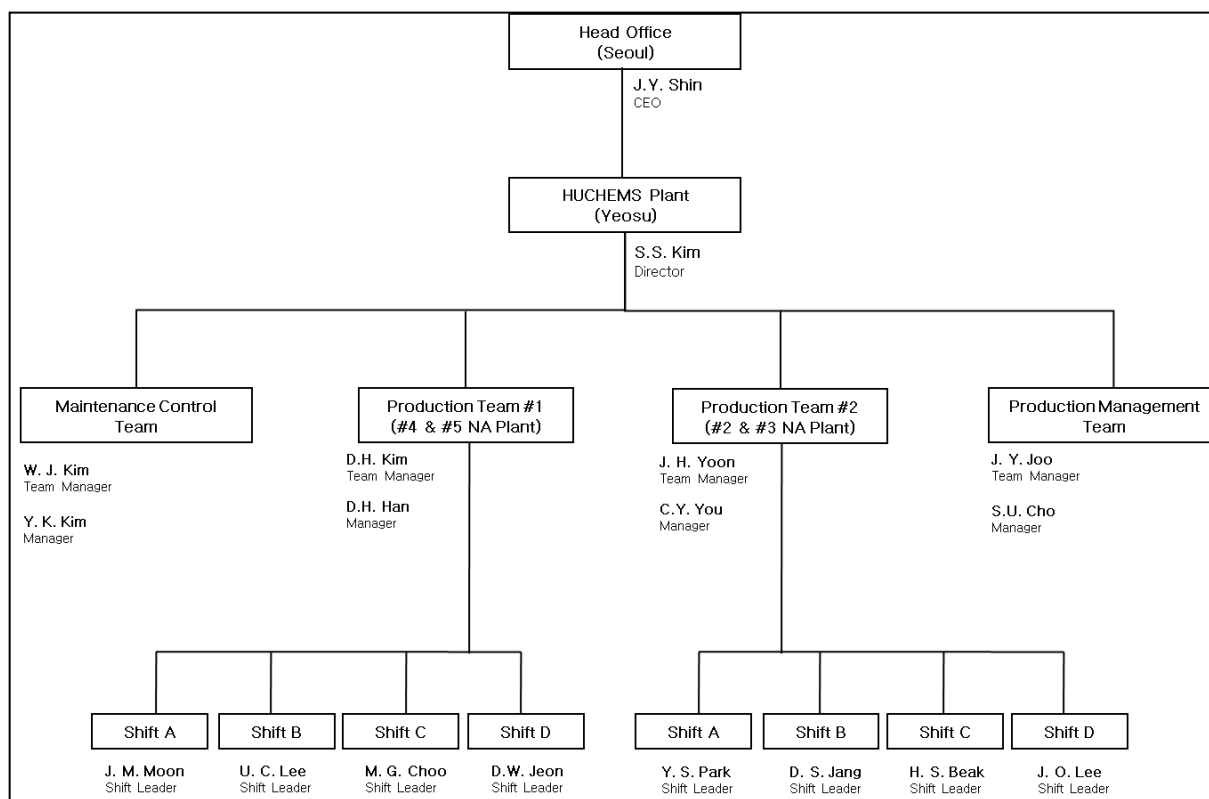 Head Office
(Seoul)
J.Y. Shin
CEO
HUCHEMS Plant
(Yeosu)
S.S. Kim
Director
Maintenance Control
Team
W. J. Kim
Team Manager
Y. K. Kim
Manager
Production Team #1
(#4 & #5 NA Plant)
D.H. Kim
Team Manager
D.H. Han
Manager
Production Team #2
(#2 & #3 NA Plant)
J. H. Yoon
Team Manager
C.Y. You
Manager
Production Management
Team
J. Y. Joo
Team Manager
S.U. Cho
Manager
Shift A
J. M. Moon
Shift Leader
Shift B
U. C. Lee
Shift Leader
Shift C
M. G. Choo
Shift Leader
Shift D
D.W. Jeon
Shift Leader
Shift A
Y. S. Park
Shift Leader
Shift B
D. S. Jang
Shift Leader
Shift C
H. S. Beak
Shift Leader
Shift D
J. O. Lee
Shift Leader